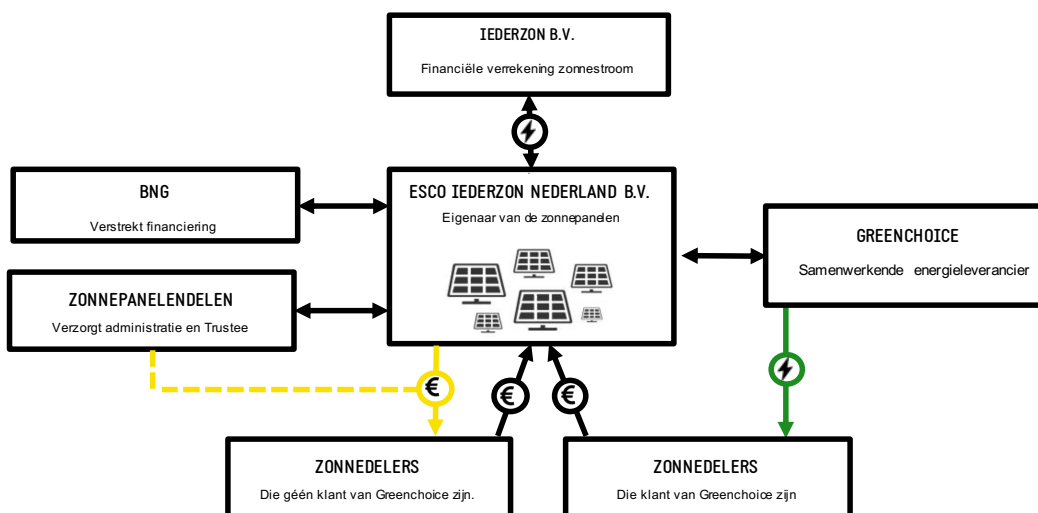 IEDERZON B.V.
Financiële verrekening zonnestroom
BNG
Verstrekt financiering
ESCO IEDERZON NEDERLAND B.V.
Eigenaar van de zonnepanelen
GREENCHOICE
Samenwerkende energieleverancier
ZONNEPANELENDELEN
Verzorgt administratie en Trustee
€
€
€
ZONNEDELERS
Die géén klant van Greenchoice zijn.
ZONNEDELERS
Die klant van Greenchoice zijn